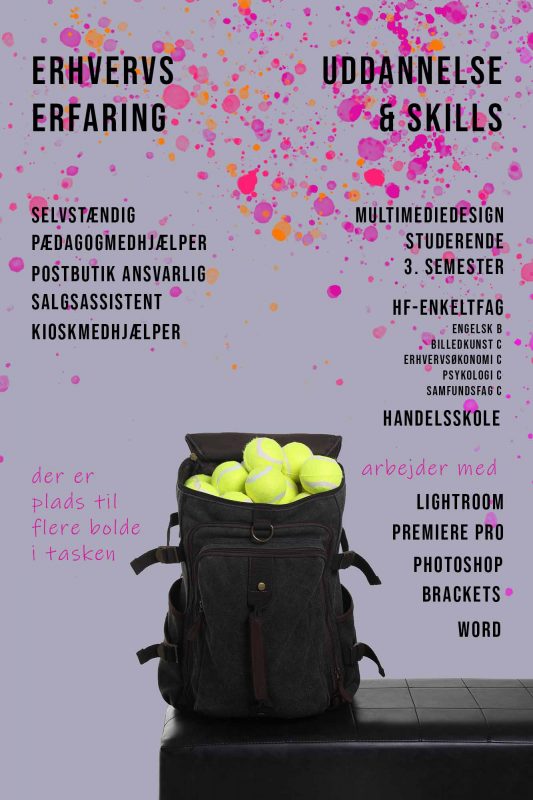 ERHVERVS
ERFARING
SELVSTÆNDIG
PÆDAGOGMEDHJÆLPER
POSTBUTIK ANSVARLIG
SALGSASSISTENT
KIOSKMEDHJÆLPER
der er
plads til
flere bolde
i tasken
UDDANNELSE
& SKILLS
MULTIMEDIEDESIGN
STUDERENDE
3. SEMESTER
HF-ENKELTFAG
ENGELSK B
BILLEDKUNST C
ERHVERVSØKONOMI C
PSYKOLOGI C
SAMFUNDSFAG C
HANDELSSKOLE
arbejder med
LIGHTROOM
PREMIERE PRO
PHOTOSHOP
BRACKETS
WORD